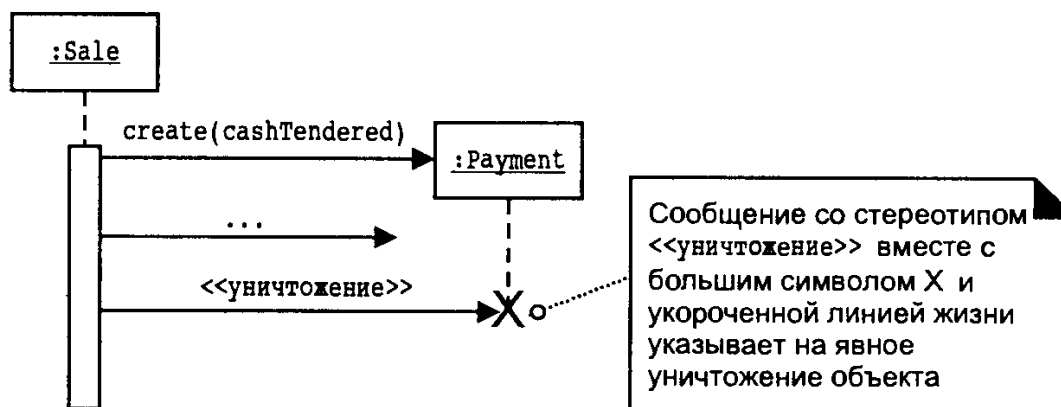 :Sale
create(cashTendered)
:Payment
...
<<уничтожение>>
X
Сообщение со стереотипом
<<уничтожение>> вместе с
большим символом X и
укороченной линией жизни
указывает на явное
уничтожение объекта